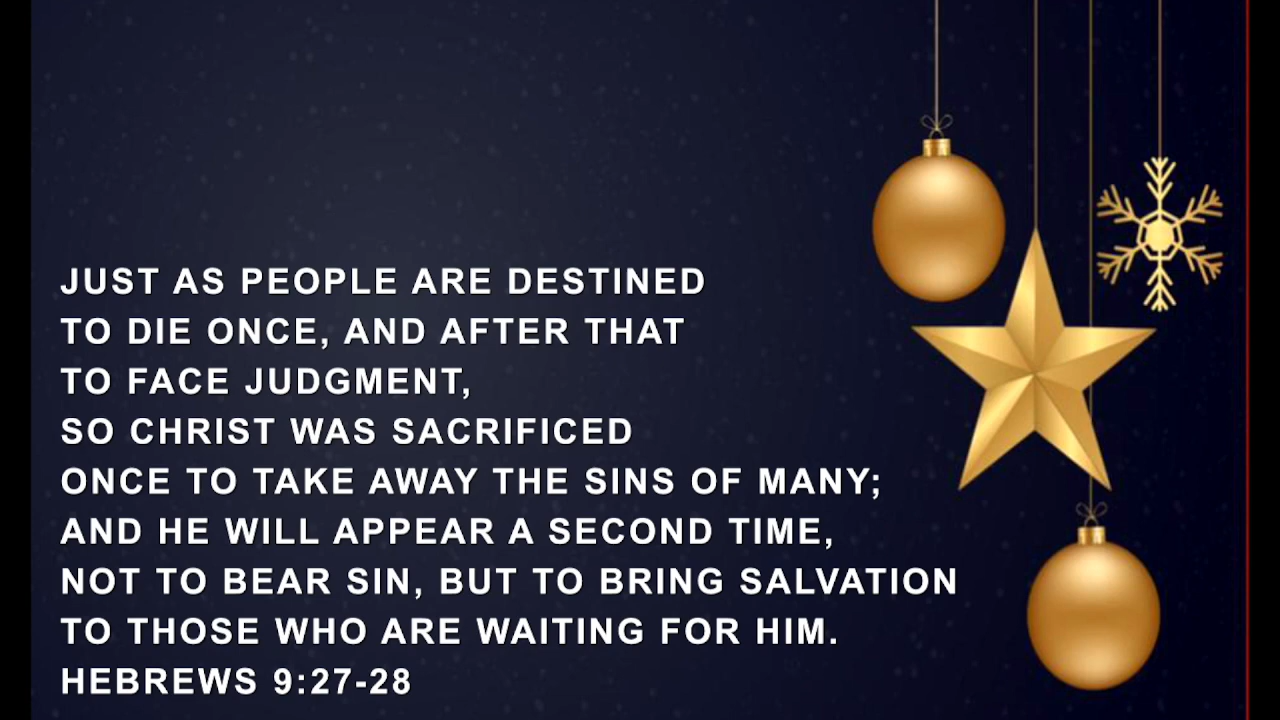 JUST AS PEOPLE ARE DESTINED
TO DIE ONCE, AND AFTER THAT
TO FACE JUDGMENT,
SO CHRIST WAS SACRIFICED
ONCE TO TAKE AWAY THE SINS OF MANY;
AND HE WILL APPEAR A SECOND TIME,
NOT TO BEAR SIN, BUT TO BRING SALVATION
TO THOSE WHO ARE WAITING FOR HIM.
HEBREWS 9:27-28